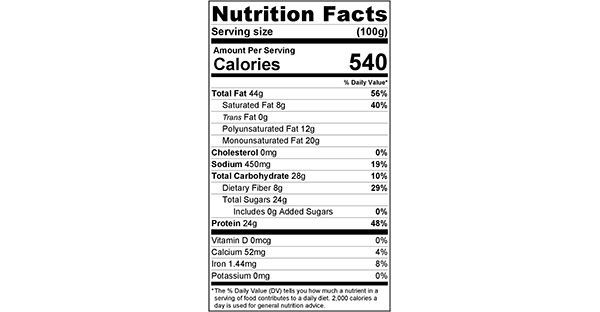 Nutrition Facts
Serving size (100g)
Amount Per Serving
Calories 540
% Daily Value*
Total Fat 44g 56%
Saturated Fat 8g 40%
Trans Fat 0g
Polyunsaturated Fat 12g
Monounsaturated Fat 20g
Cholesterol 0mg 0%
Sodium 450mg 19%
Total Carbohydrate 28g 10%
Dietary Fiber 8g 29%
Total Sugars 24g
Includes 0g Added Sugars 0%
Protein 24g 48%
Vitamin D 0mcg 0%
Calcium 52mg 4%
Iron 1.44mg 8%
Potassium 0mg 0%
*The % Daily Value (DV) tells you how much a nutrient in a
serving of food contributes to a daily diet. 2,000 calories a
day is used for general nutrition advice.